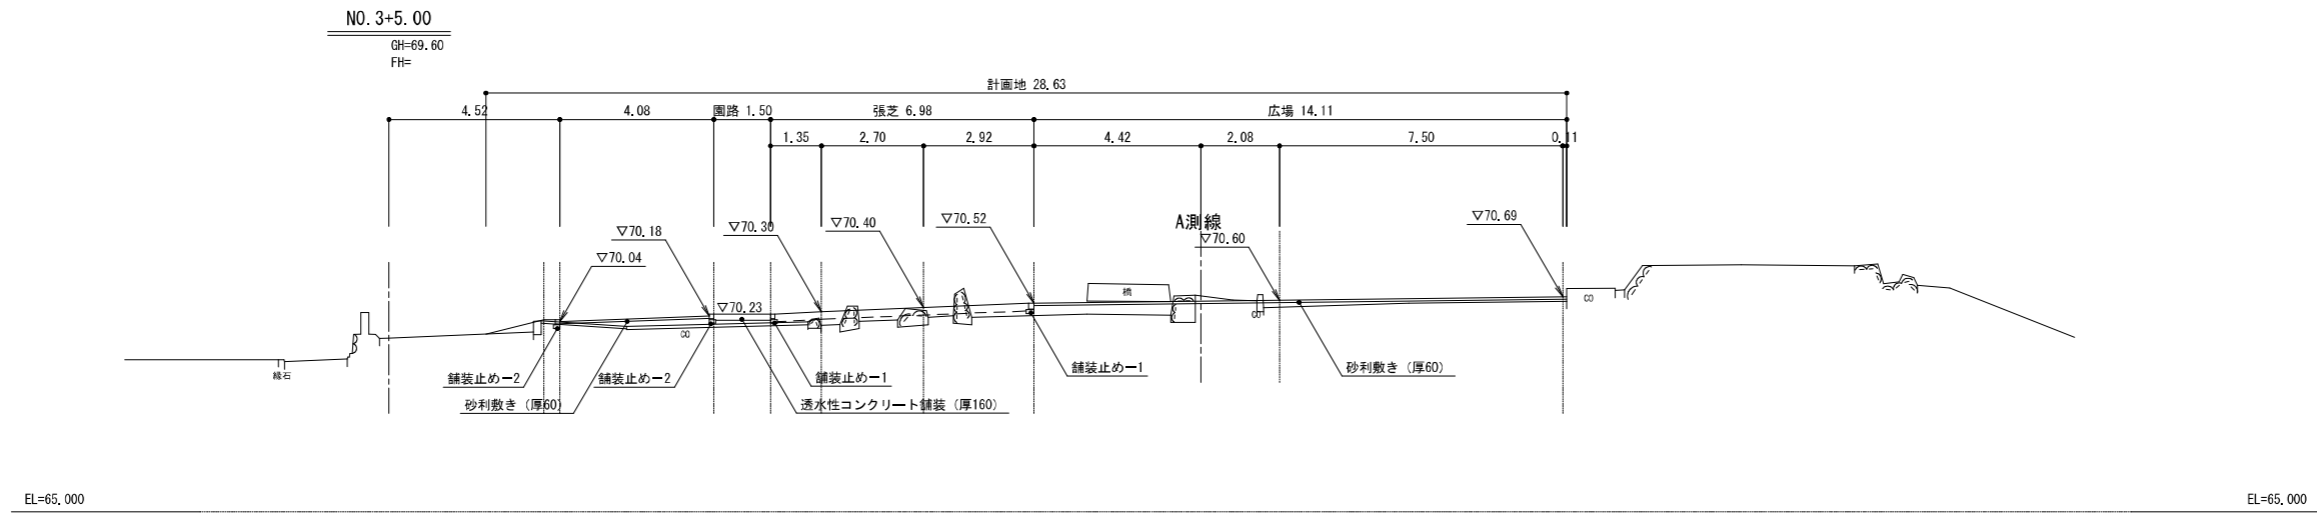 NO.3+5.00
GH=69.60
FH=
計画地 28.63
4.52 4.08 園路 1.50 張芝 6.98 広場 14.11
1.35 2.70 2.92 4.42 2.08 7.50 0.11
▽70.69
▽70.52
▽70.40
A測線
▽70.30
▽70.18
▽70.60
▽70.04
橋
CO
▽70.23
CO
CO
砂利敷き (厚60)
舗装止めー1
縁石
舗装止めー2
舗装止めー2
舗装止めー1
砂利敷き (厚60)
透水性コンクリート舗装 (厚160)
EL=65.000
EL=65.000